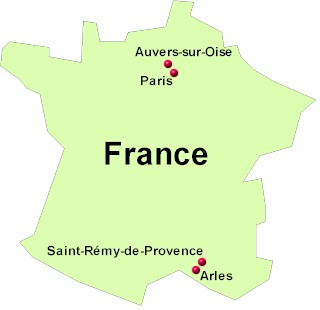 Auvers-sur-Oise
Paris
France
Saint-Rémy-de-Provence
Arles